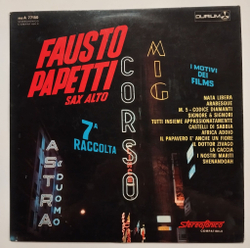 DURIUM
FAUSTO
PAPETTI
SAX ALTO
7ª
RACCOLTA
MIG
CORSO
ASTRA
DUOMO
I MOTIVI
DEI
FILMS
NATA LIBERA
ARABESQUE
M. 5 - CODICE DIAMANTI
SIGNORE & SIGNORI
TUTTI INSIEME APPASSIONATAMENTE
CASTELLI DI SABBIA
AFRICA ADDIO
IL PAPAVERO E' ANCHE UN FIORE
IL DOTTOR ZIVAGO
LA CACCIA
I NOSTRI MARITI
SHENANDOAH
Stereofonico